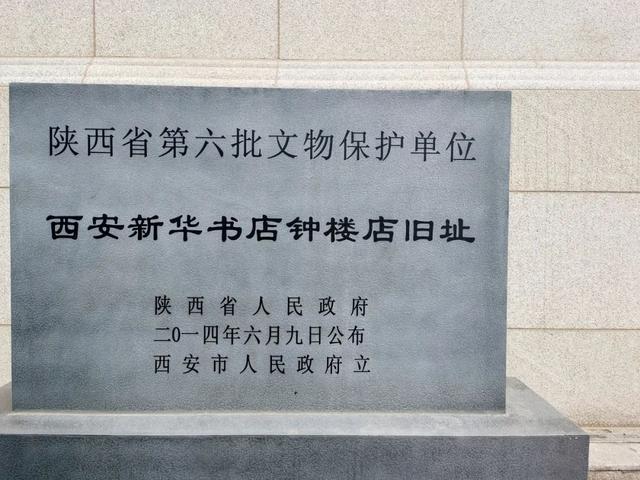 陕西省第六批文物保护单位
西安新华书店钟楼店旧址
陕西省人民政府
二0一四年六月九日公布
西安市人民政府立